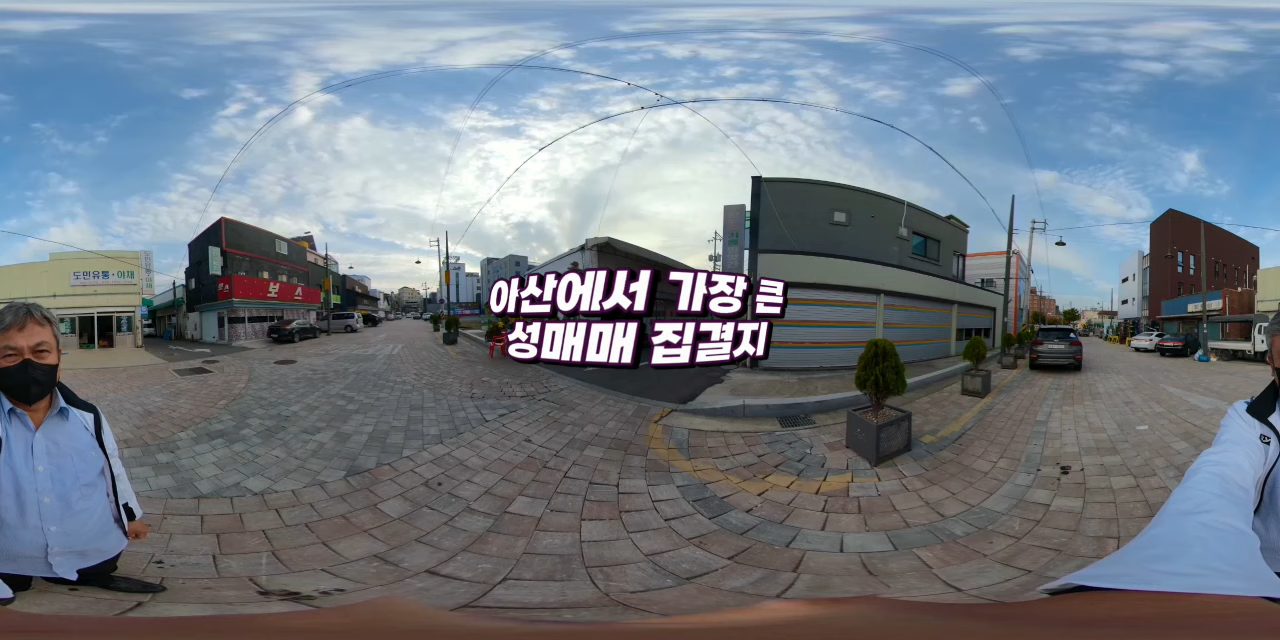 아산에서 가장 큰
성매매 집결지
도민유통·야채
보스